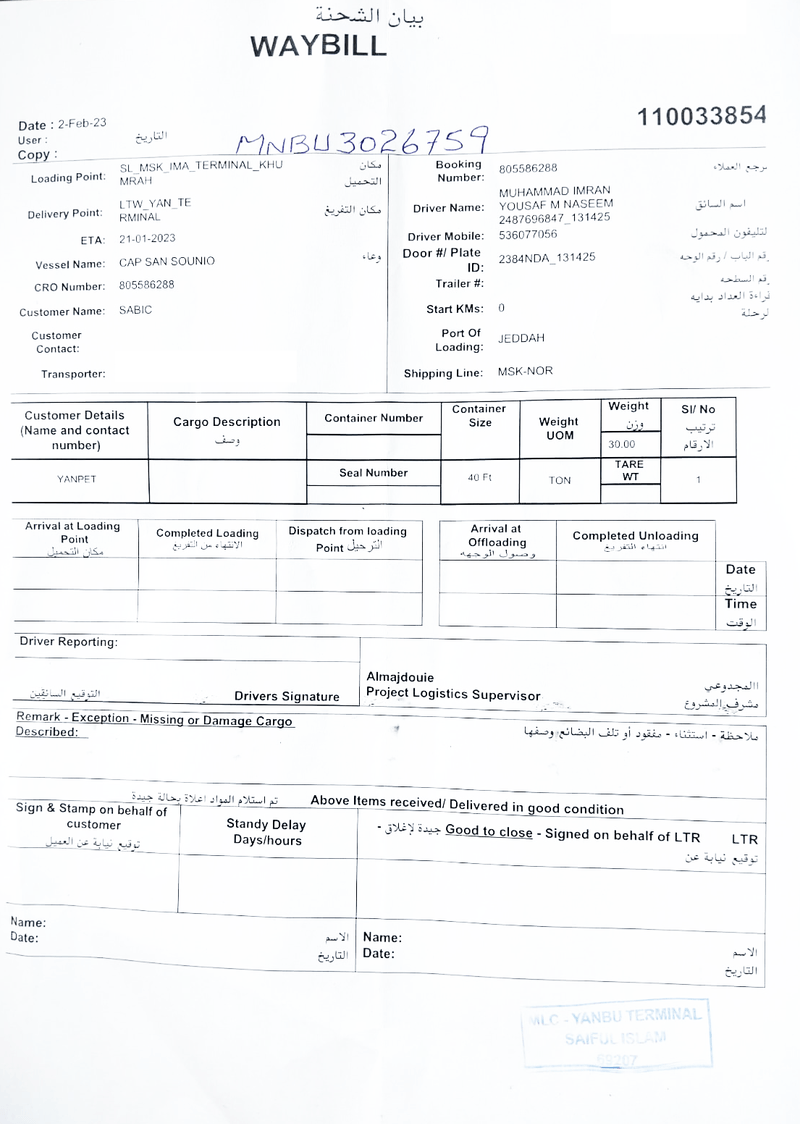 بيان الشحنة
WAYBILL
110033854
Date : 2-Feb-23
التاريخ
User :
Copy :
MNBU3026759
Loading Point: SL_MSK_IMA_TERMINAL_KHU
MRAH
مكان
التحميل
Delivery Point: LTW_YAN_TE
RMINAL
مكان التفريغ
ETA: 21-01-2023
Vessel Name: CAP SAN SOUNIO
وعاء
CRO Number: 805586288
Customer Name: SABIC
Customer
Contact:
Transporter:
Booking
Number: 805586288
مرجع العملاء
Driver Name: MUHAMMAD IMRAN
YOUSAF M NASEEM
2487696847_131425
اسم السائق
Driver Mobile: 536077056
لتليفون المحمول
Door #/ Plate
ID: 2384NDA_131425
رقم الباب / رقم الوحه
Trailer #:
رقم السطحه
Start KMs: 0
قراءة العداد بدايه
لرحلة
Port Of
Loading: JEDDAH
Shipping Line: MSK-NOR
Customer Details
(Name and contact
number)
Cargo Description
وصف
Container Number
Container
Size
Weight
UOM
Weight
وزن
30.00
Sl/ No
ترتيب
الارقام
YANPET
Seal Number
40 Ft
TON
TARE
WT
1
Arrival at Loading
Point
مكان التحميل
Completed Loading
الانتهاء من التفريغ
Dispatch from loading
Point الترحيل
Arrival at
Offloading
وصول الوجهه
Completed Unloading
انتهاء التفريغ
Date
التاريخ
Time
الوقت
Driver Reporting:
التوقيع السائقين
Drivers Signature
Almajdouie
Project Logistics Supervisor
االمجدوعي
مشرف المشروع
Remark - Exception - Missing or Damage Cargo
Described:
ملاحظة - استثناء - مفقود أو تلف البضائع وصفها
تم استلام المواد اعلاة بحالة جيدة Above Items received/ Delivered in good condition
Sign & Stamp on behalf of
customer
توقيع نيابة عن العميل
Standy Delay
Days/hours
- جيدة لإغلاق Good to close - Signed on behalf of LTR LTR
توقيع نيابة عن
Name:
الاسم
Date:
التاريخ
Name:
الاسم
Date:
التاريخ
MLC - YANBU TERMINAL
SAIFUL ISLAM